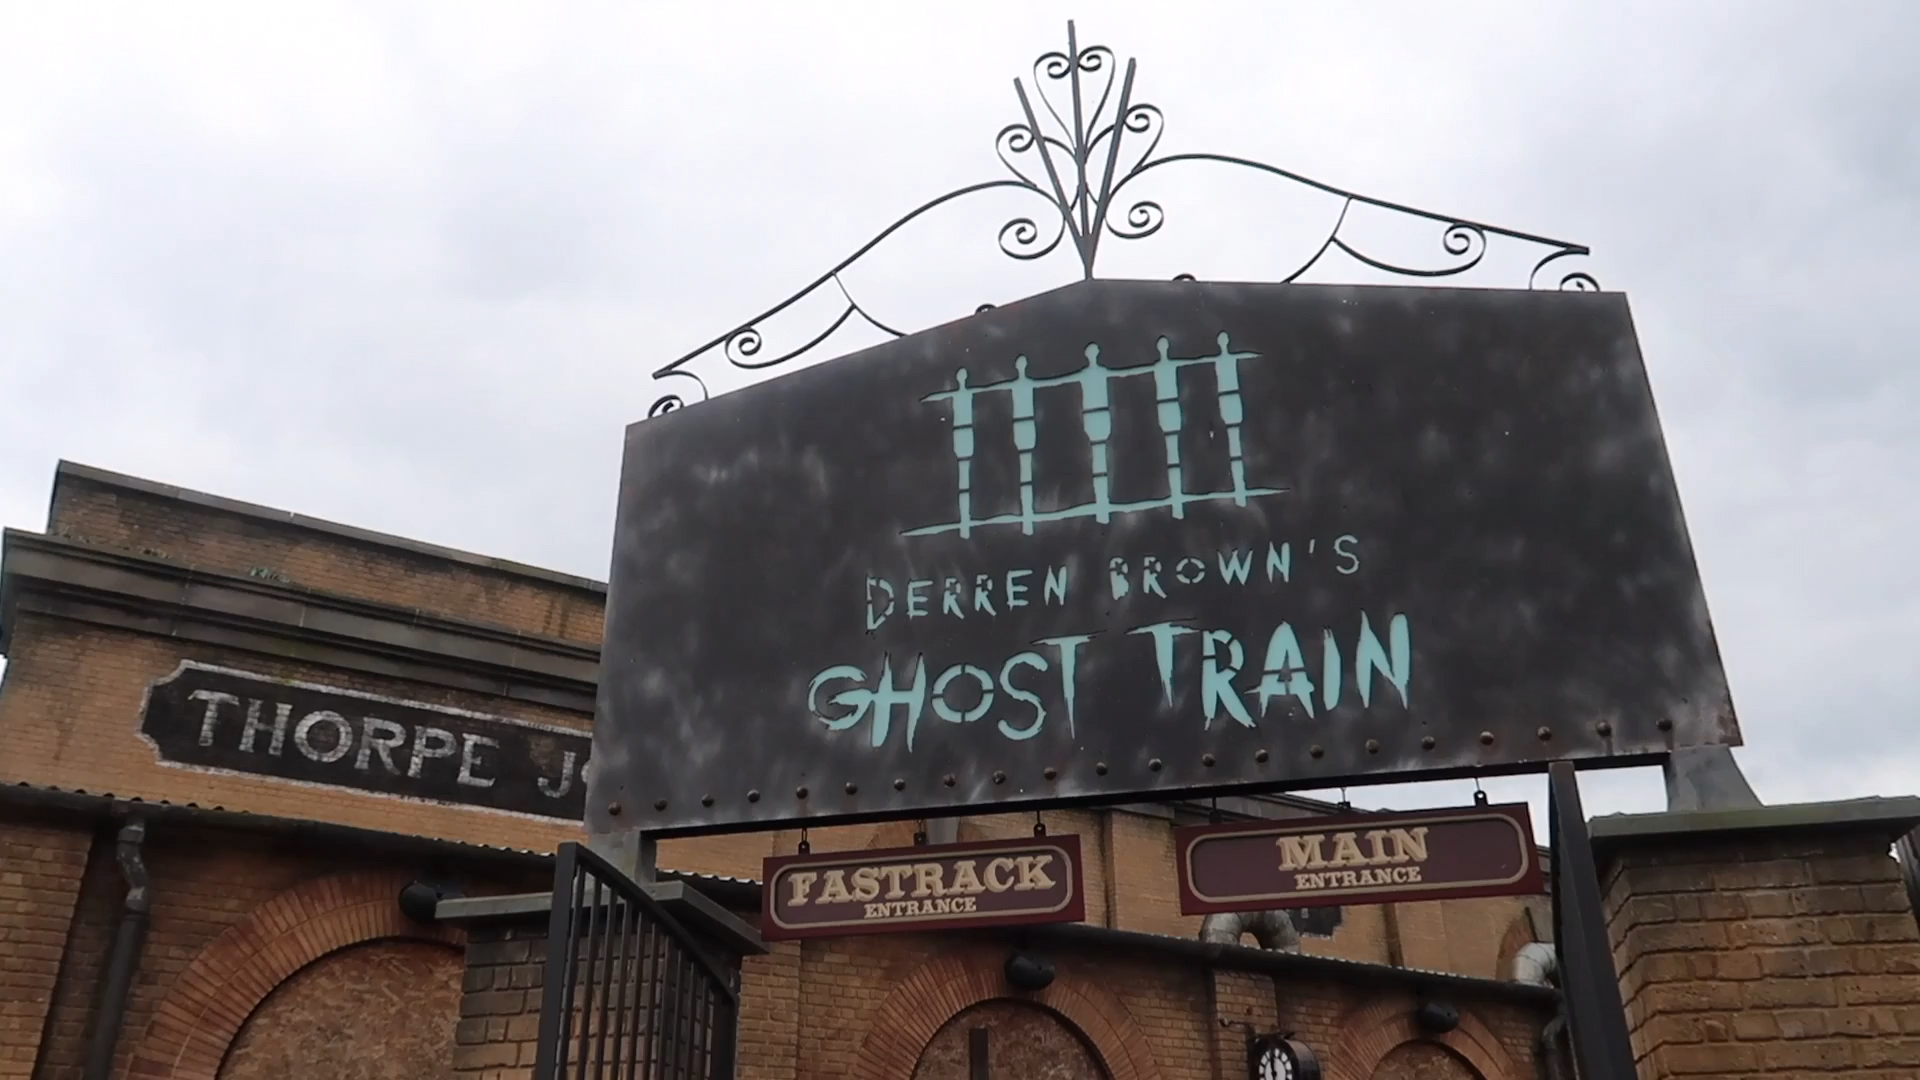 DERREN BROWN'S
GHOST TRAIN
THORPE
FASTRACK
ENTRANCE
MAIN
ENTRANCE